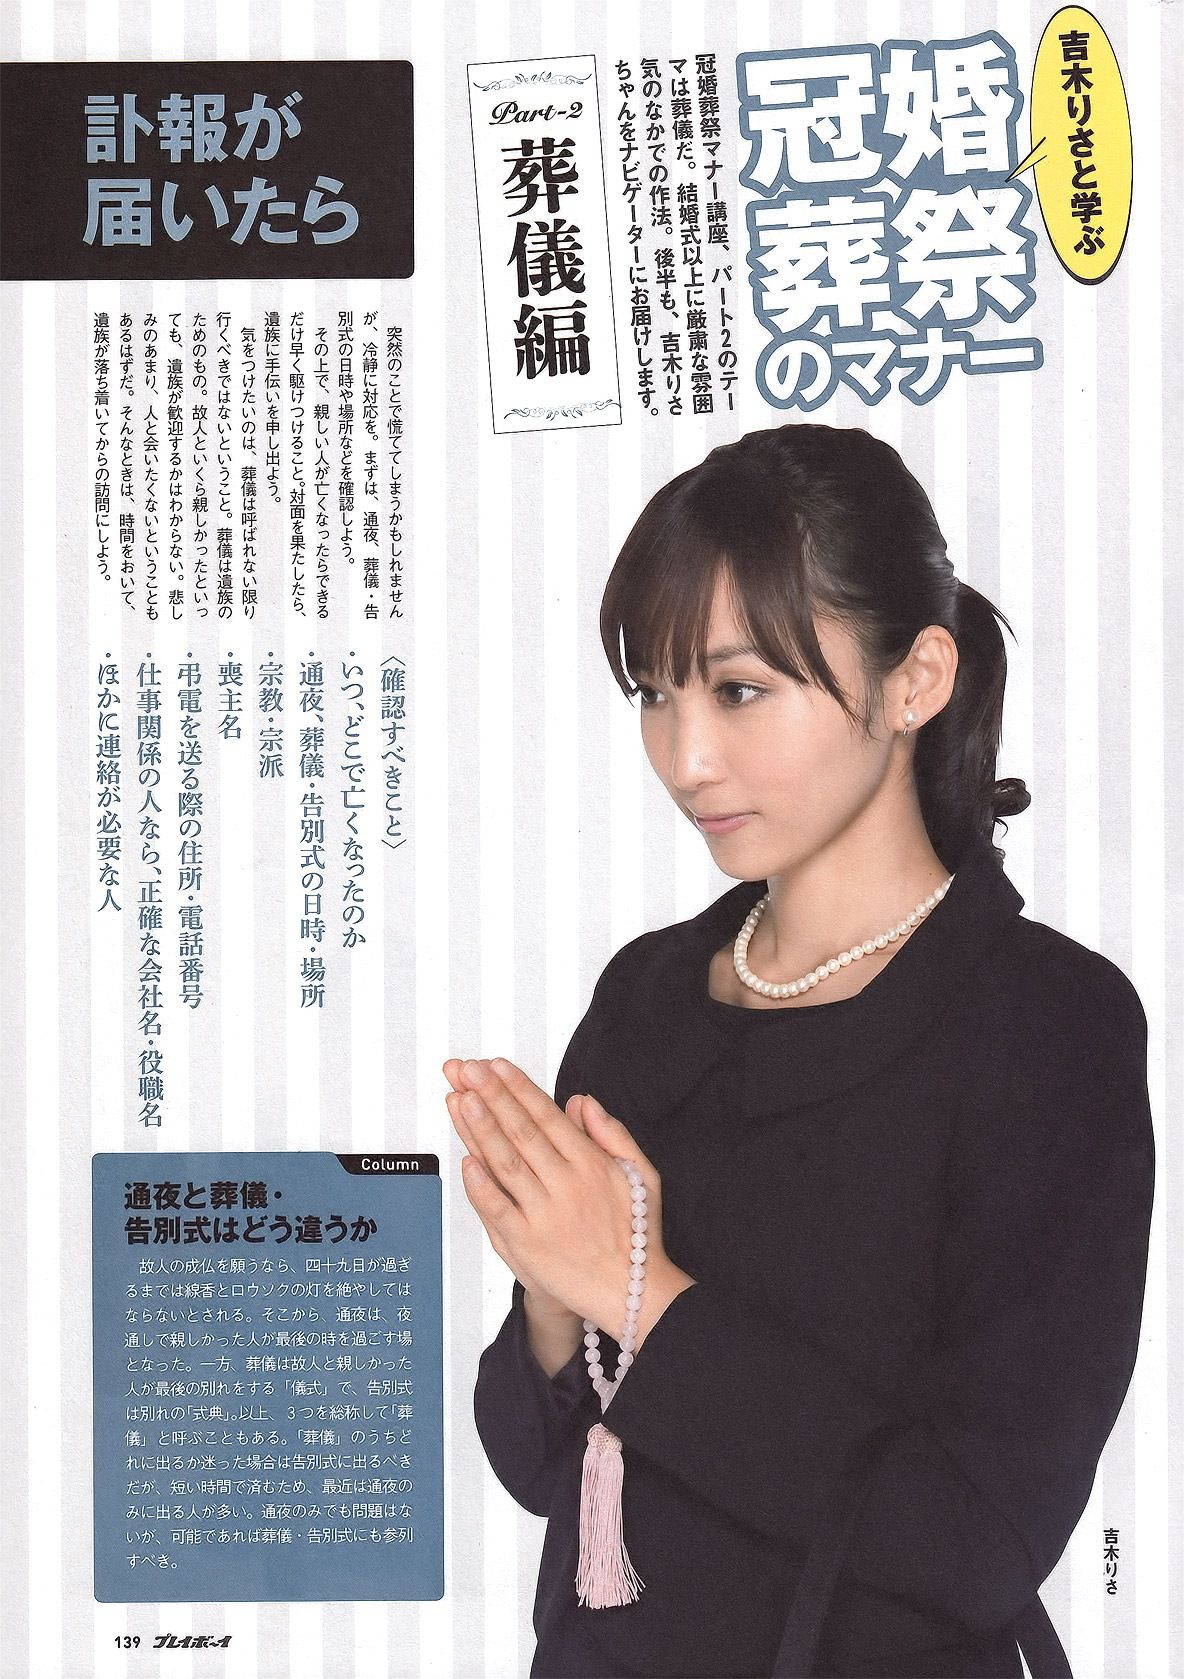 吉木りさと学ぶ
冠婚
葬祭
のマナー
冠婚葬祭マナー講座、パート2のテー
マは葬儀だ。結婚式以上に厳粛な雰囲
気のなかでの作法。後半も、吉木りさ
ちゃんをナビゲーターにお届けします。
Part-2
葬儀編
訃報が
届いたら
突然のことで慌ててしまうかもしれません
が、冷静に対応を。まずは、通夜、葬儀・告
別式の日時や場所などを確認しよう。
その上で、親しい人が亡くなったらできる
だけ早く駆けつけること。対面を果たしたら、
遺族に手伝いを申し出よう。
気をつけたいのは、葬儀は呼ばれない限り
行くべきではないということ。葬儀は遺族の
ためのもの。故人といくら親しかったといっ
ても、遺族が歓迎するかはわからない。悲し
みのあまり、人と会いたくないということも
あるはずだ。そんなときは、時間をおいて、
遺族が落ち着いてからの訪問にしよう。
〈確認すべきこと〉
・いつ、どこで亡くなったのか
・通夜、葬儀・告別式の日時・場所
・宗教・宗派
・喪主名
・弔電を送る際の住所・電話番号
・仕事関係の人なら、正確な会社名・役職名
・ほかに連絡が必要な人
Column
通夜と葬儀・
告別式はどう違うか
故人の成仏を願うなら、四十九日が過ぎ
るまでは線香とロウソクの灯を絶やしては
ならないとされる。そこから、通夜は、夜
通しで親しかった人が最後の時を過ごす場
となった。一方、葬儀は故人と親しかった
人が最後の別れをする「儀式」で、告別式
は別れの「式典」。以上、3つを総称して「葬
儀」と呼ぶこともある。「葬儀」のうちど
れに出るか迷った場合は告別式に出るべき
だが、短い時間で済むため、最近は通夜の
みに出る人が多い。通夜のみでも問題はな
いが、可能であれば葬儀・告別式にも参列
すべき。
吉木りさ
139 プレイボーイ